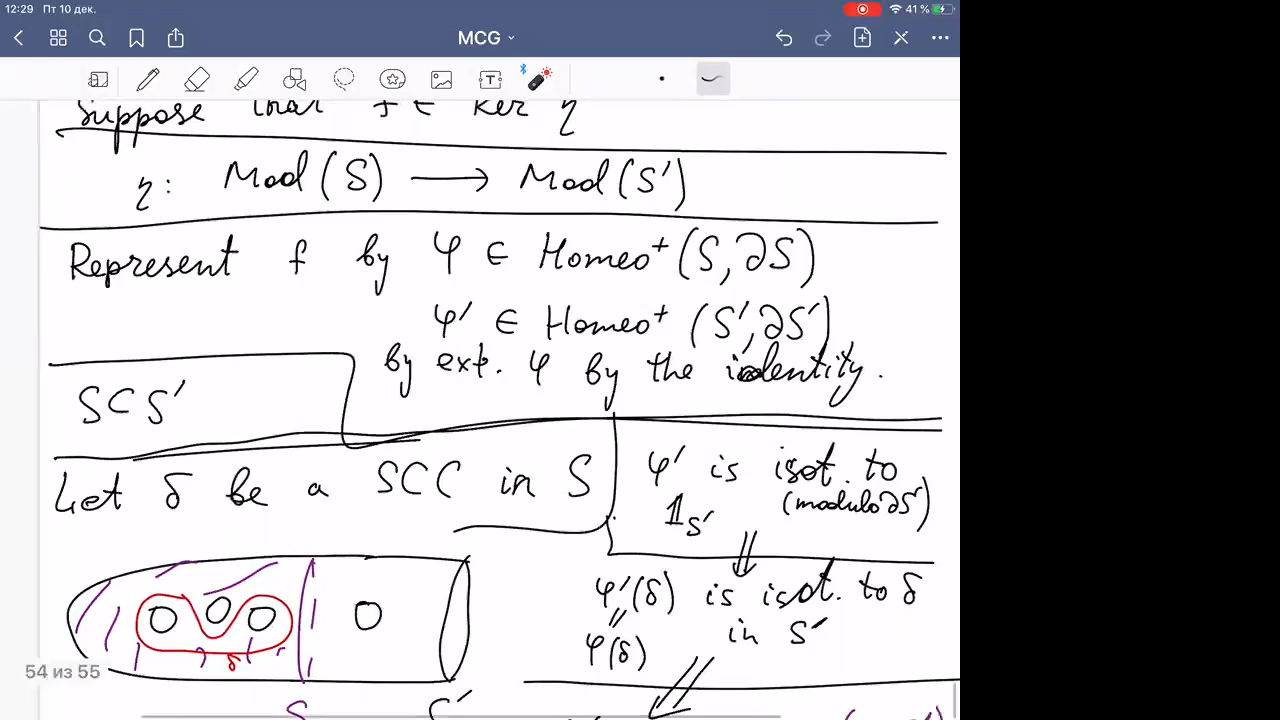 12:29 Пт 10 дек.
41 %
MCG
Suppose that f ∈ ker η
η: Mod(S) → Mod(S′)
Represent f by φ ∈ Homeo⁺(S,∂S)
φ′ ∈ Homeo⁺(S′,∂S′)
by ext. φ by the identity.
S⊂S′
Let δ be a SCC in S
φ′ is isot. to
1_S′ (modulo ∂S′)
⇓
φ′(δ) is isot. to δ
in S′
φ(δ)
δ
54 из 55
S S′